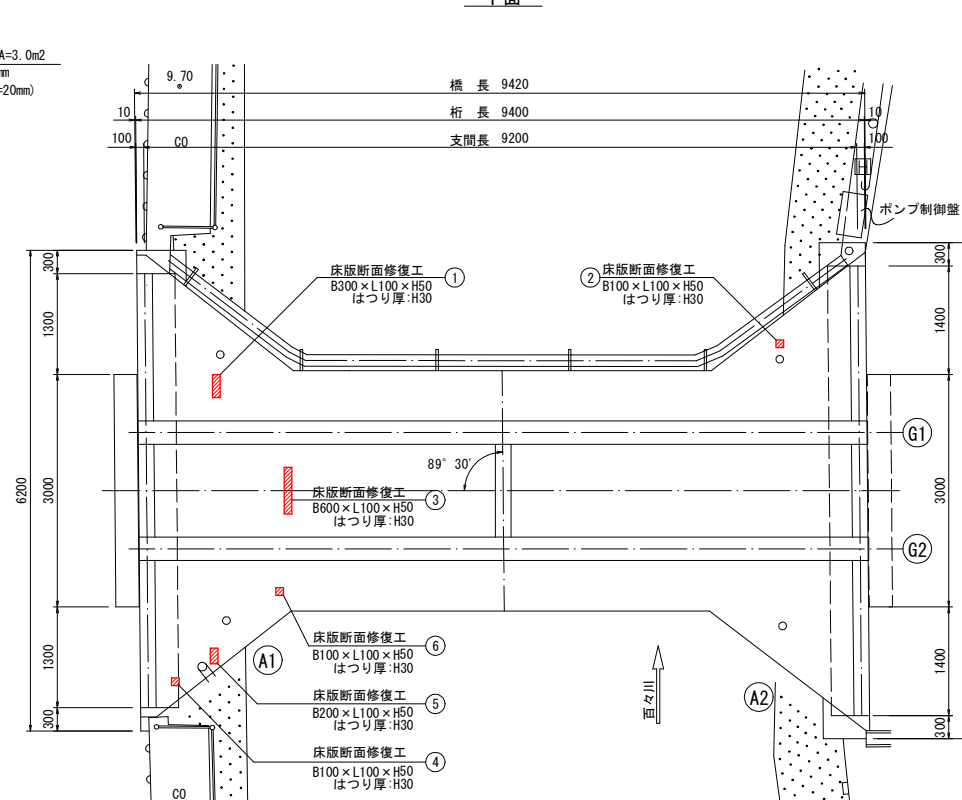 平面
A=3.0m2
mm
=20mm)
9.70
橋 長 9420
10
桁 長 9400
10
100
CO
支間長 9200
100
H
ポンプ制御盤
300
床版断面修復工
B300×L100×H50
はつり厚:H30
①
②
床版断面修復工
B100×L100×H50
はつり厚:H30
300
1300
1400
G1
89° 30'
6200
3000
床版断面修復工
B600×L100×H50
はつり厚:H30
③
3000
G2
1300
床版断面修復工
B100×L100×H50
はつり厚:H30
⑥
A1
1400
床版断面修復工
B200×L100×H50
はつり厚:H30
⑤
百々川
A2
300
300
床版断面修復工
B100×L100×H50
はつり厚:H30
④
CO